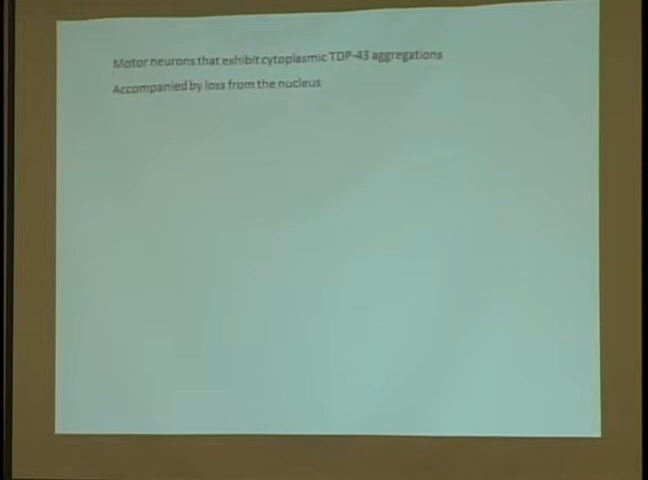 Motor neurons that exhibit cytoplasmic TDP-43 aggregations
Accompanied by loss from the nucleus